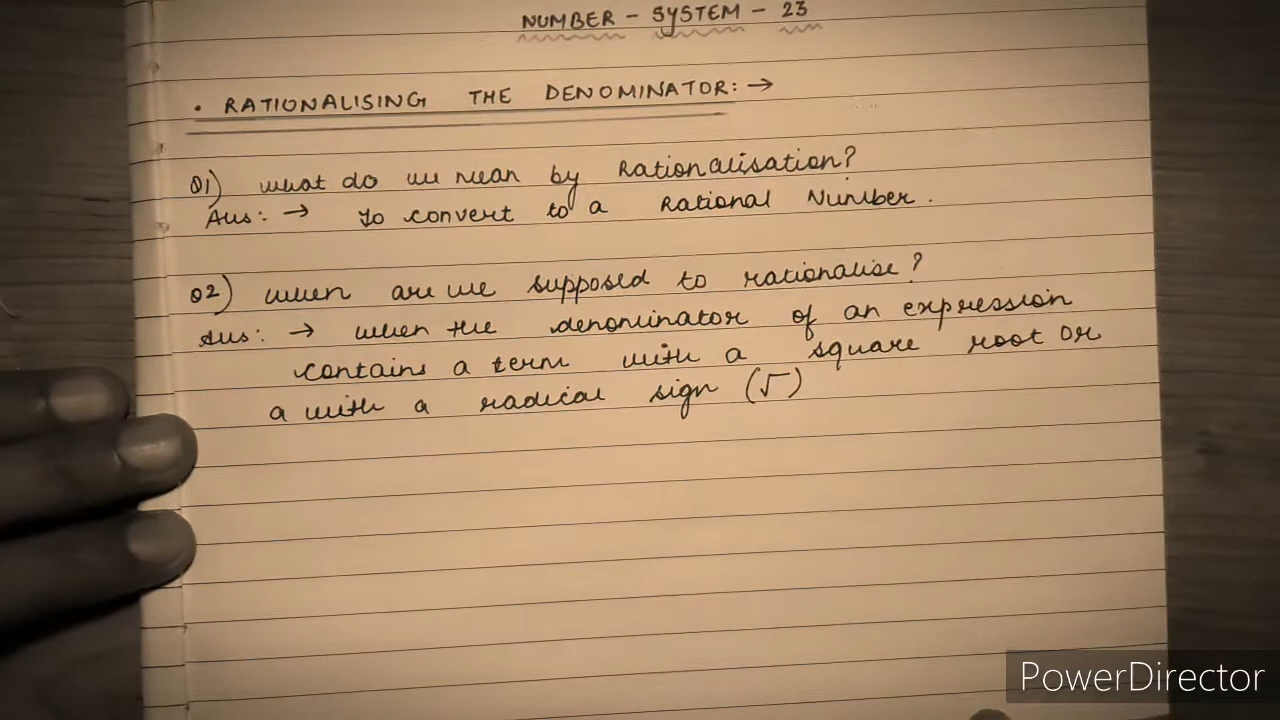 NUMBER - SYSTEM - 23
• RATIONALISING THE DENOMINATOR: →
Q1) What do we mean by Rationalisation?
Ans: → To convert to a Rational Number.
Q2) When are we supposed to rationalise?
Ans: → When the denominator of an expression
contains a term with a square root or
a with a radical sign (√)
PowerDirector